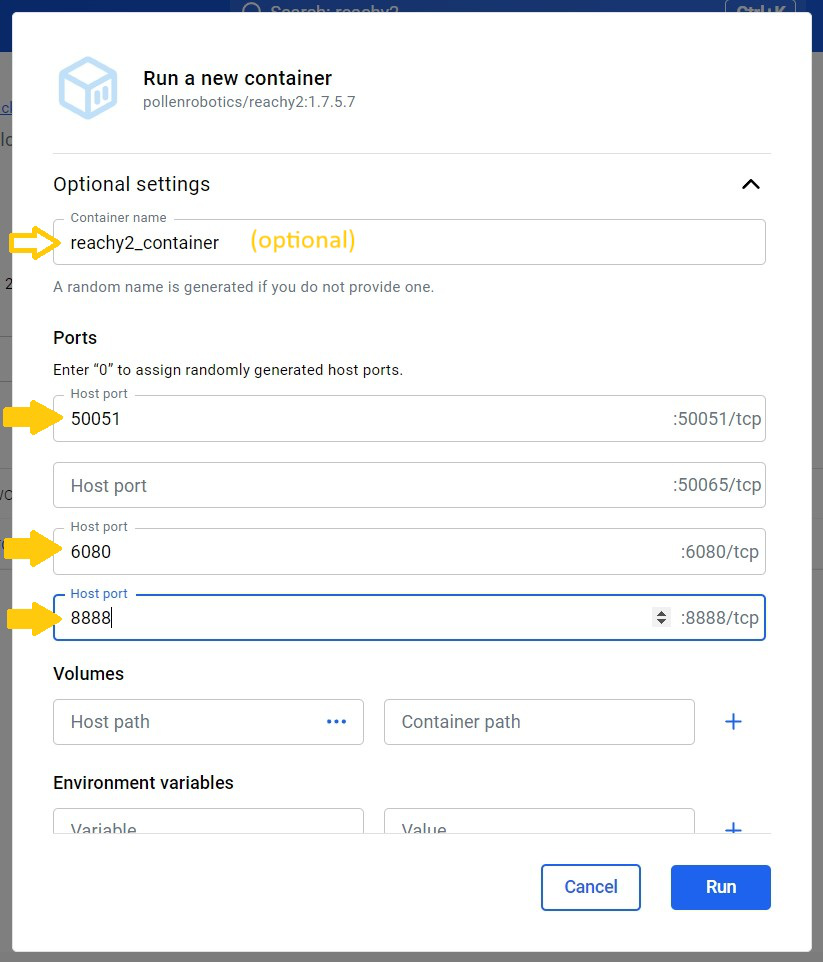 Search: reachy2 Ctrl+K
Run a new container
pollenrobotics/reachy2:1.7.5.7
Optional settings
Container name
reachy2_container (optional)
A random name is generated if you do not provide one.
Ports
Enter “0” to assign randomly generated host ports.
Host port
50051 :50051/tcp
Host port :50065/tcp
Host port
6080 :6080/tcp
Host port
8888 :8888/tcp
Volumes
Host path Container path
Environment variables
Variable Value
Cancel Run